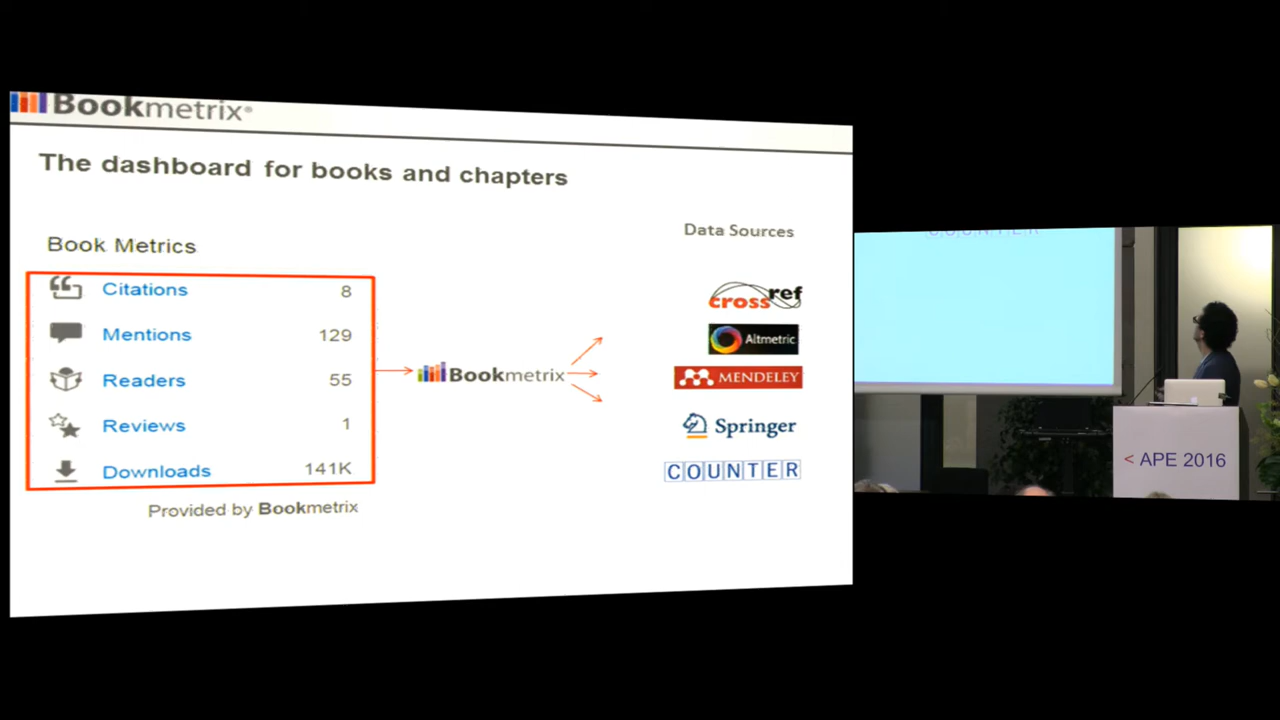 Bookmetrix®
The dashboard for books and chapters
Book Metrics
Data Sources
Citations 8
Mentions 129
Readers 55
Reviews 1
Downloads 141K
Provided by Bookmetrix
Bookmetrix
crossref
Altmetric
MENDELEY
Springer
COUNTER
COUNTER
< APE 2016